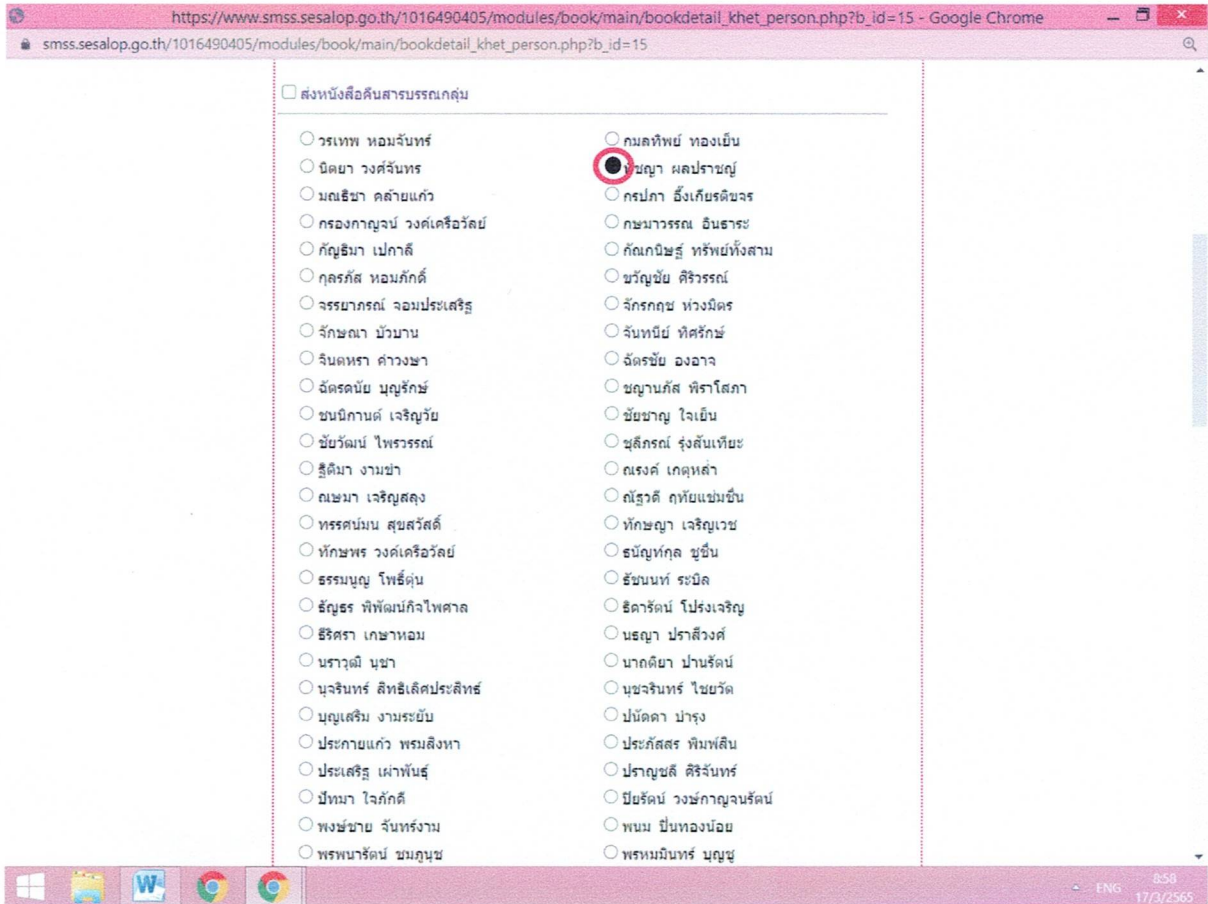 https://www.smss.sesalop.go.th/1016490405/modules/book/main/bookdetail_khet_person.php?b_id=15 - Google Chrome
smss.sesalop.go.th/1016490405/modules/book/main/bookdetail_khet_person.php?b_id=15
ส่งหนังสือคืนสารบรรณกลุ่ม
วรเทพ หอมจันทร์ กมลทิพย์ ทองเย็น
นิตยา วงศ์จันทร ผลปราชญ์
มณธิชา คล้ายแก้ว กรปภา อึ้งเกียรติขจร
กรองกาญจน์ วงค์เครือวัลย์ กษมาวรรณ อินธาระ
กัญธิมา เปกาลี กัณกนิษฐ์ ทรัพย์ทั้งสาม
กุลรภัส หอมภักดิ์ ขวัญชัย ศิริวรรณ์
จรรยาภรณ์ จอมประเสริฐ จักรกฤช ห่วงมิตร
จักษณา บัวบาน จันทนีย์ ทิศรักษ์
จินตหรา คำวงษา ฉัตรชัย องอาจ
ฉัตรดนัย บุญรักษ์ ชญานภัส พิราโสภา
ชนนิกานต์ เจริญวัย ชัยชาญ ใจเย็น
ชัยวัฒน์ ไพรวรรณ์ ชุลีภรณ์ รุ่งสันเทียะ
ฐิติมา งามขำ ณรงค์ เกตุหล่ำ
ณษมา เจริญสลุง ณัฐวดี ฤทัยแช่มชื่น
ทรรศน์มน สุขสวัสดิ์ ทักษญา เจริญเวช
ทักษพร วงค์เครือวัลย์ ธนัญท์กุล ชูชื่น
ธรรมนูญ โพธิ์ตุ่น ธัชนนท์ ระบิล
ธัญธร พิพัฒน์กิจไพศาล ธิดารัตน์ โปร่งเจริญ
ธีริศรา เกษาหอม นธญา ปราสีวงศ์
นราวุฒิ นุชา นาถติยา ปานรัตน์
นุจรินทร์ สิทธิเลิศประสิทธ์ นุชจรินทร์ ไชยวัต
บุญเสริม งามระยับ ปนัดดา บำรุง
ประกายแก้ว พรมสิงหา ประภัสสร พิมพ์สิน
ประเสริฐ เผ่าพันธุ์ ปราญชลี ศิริจันทร์
ปัทมา ใจภักดี ปิยรัตน์ วงษ์กาญจนรัตน์
พงษ์ชาย จันทร์งาม พนม ปิ่นทองน้อย
พรพนารัตน์ ชมภูนุช พรหมมินทร์ บุญชู
ENG
8:58
17/3/2565